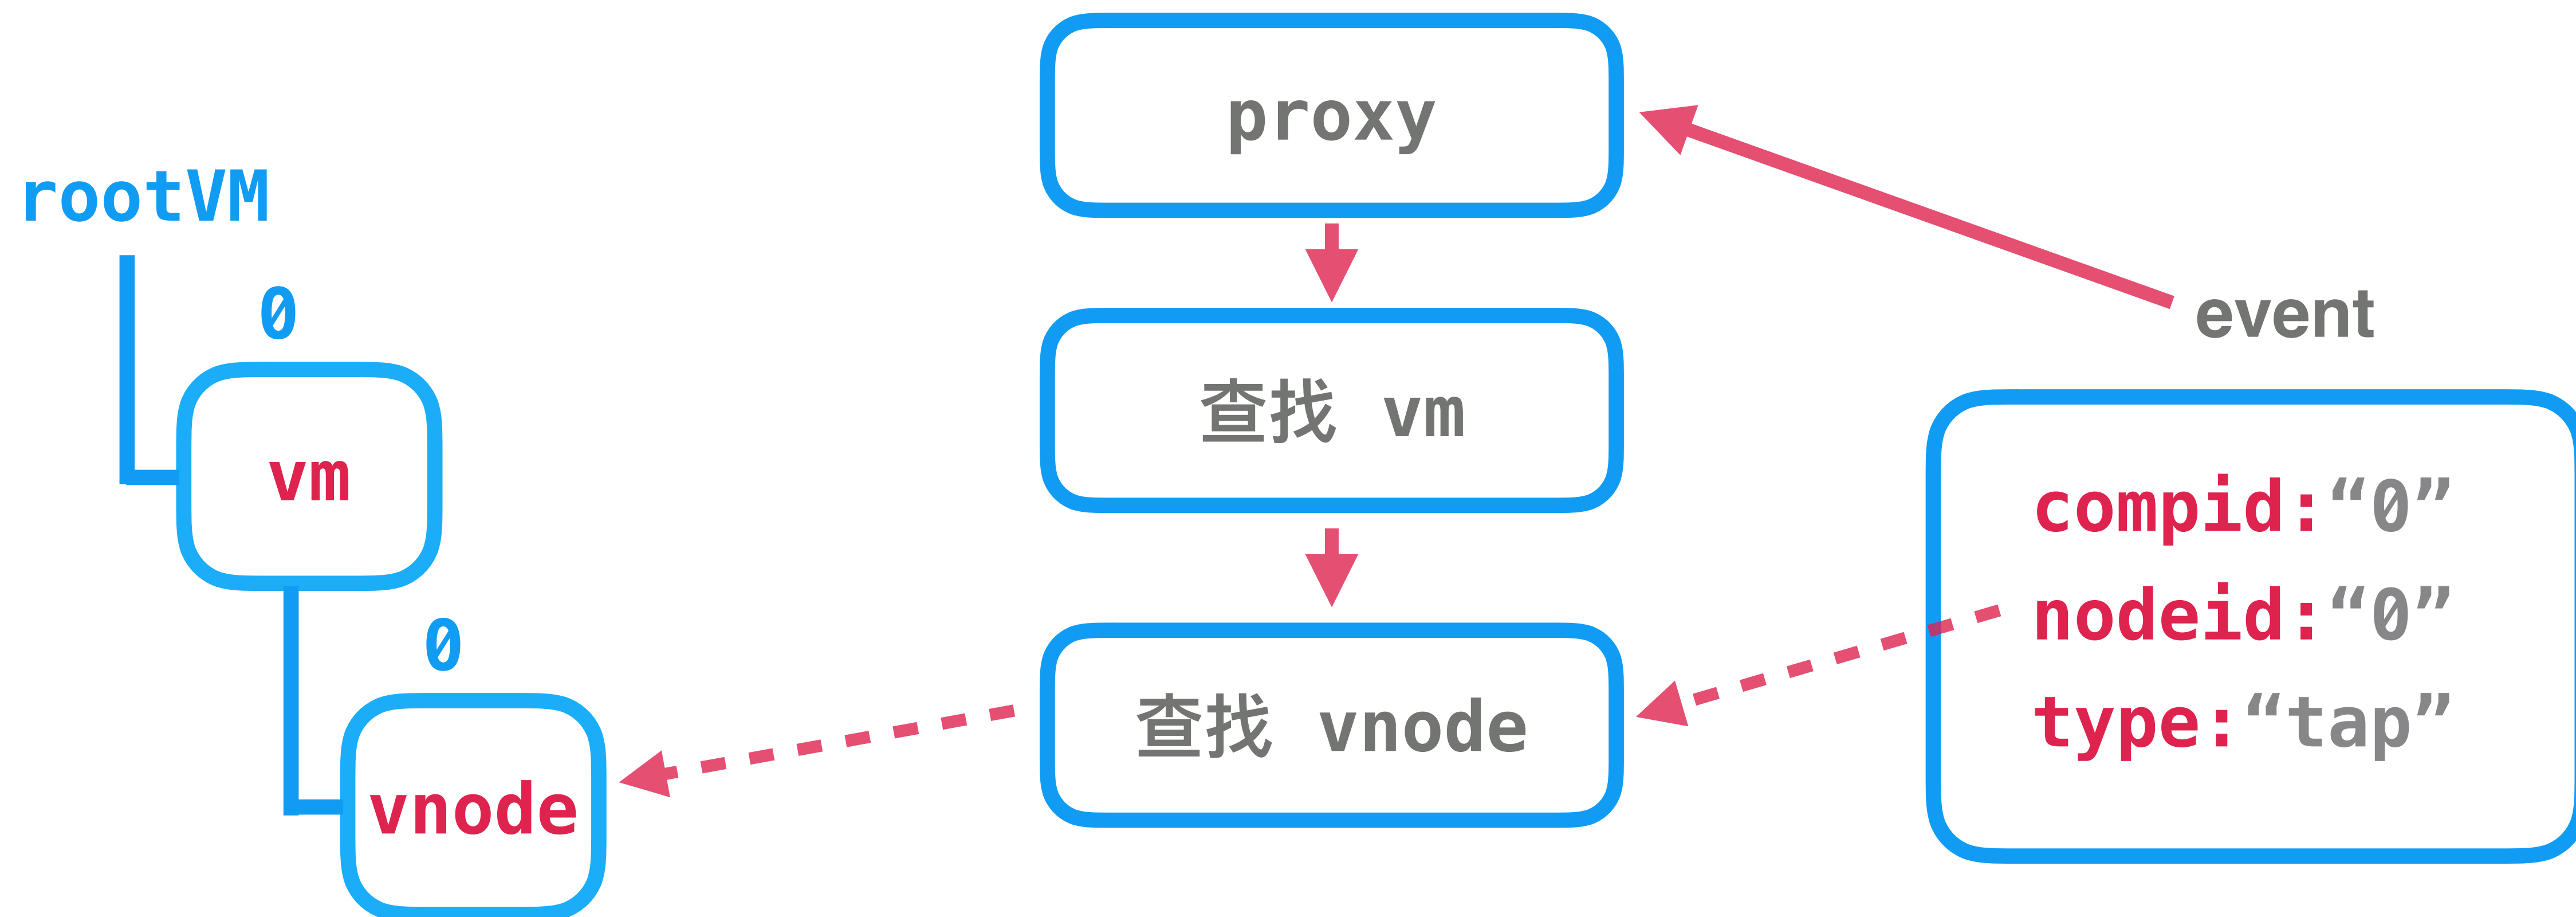 rootVM
0
vm
0
vnode
proxy
查找 vm
查找 vnode
event
compid:“0”
nodeid:“0”
type:“tap”